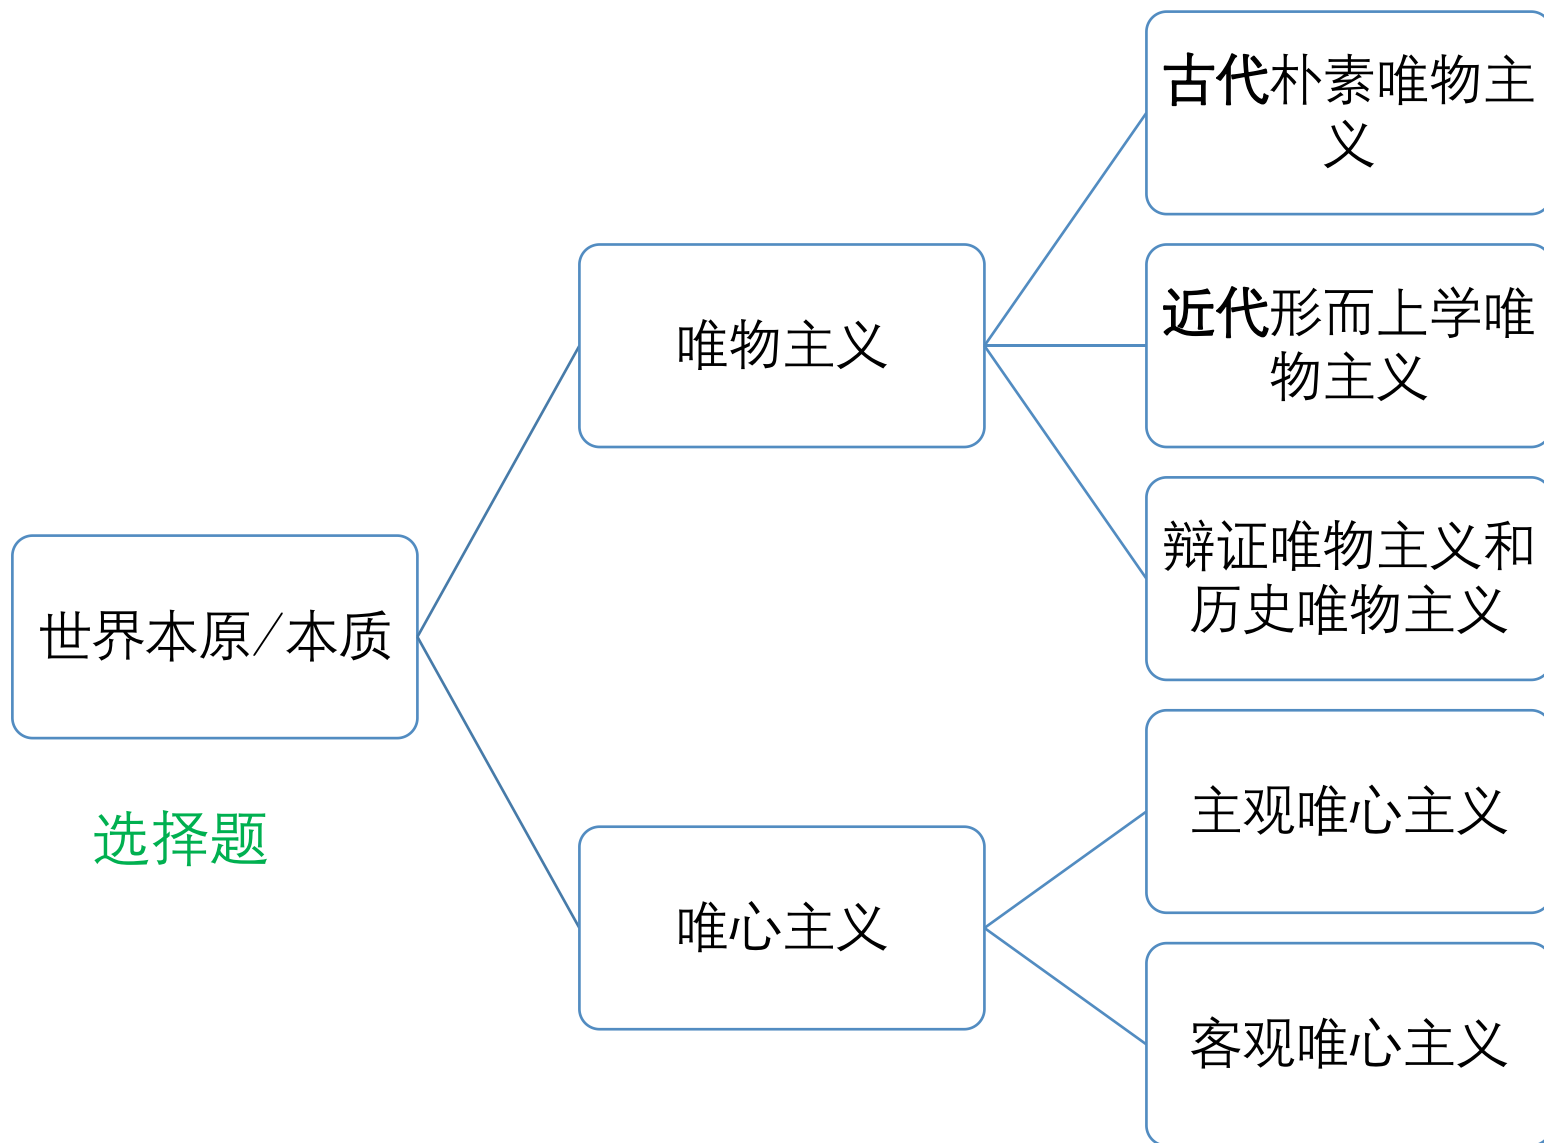 古代朴素唯物主
义
近代形而上学唯
物主义
唯物主义
辩证唯物主义和
历史唯物主义
世界本原/本质
主观唯心主义
选择题
唯心主义
客观唯心主义